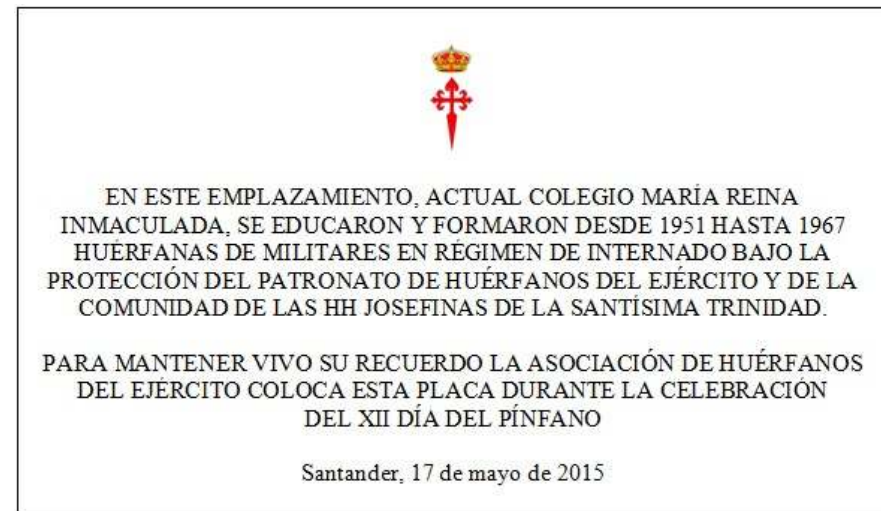 EN ESTE EMPLAZAMIENTO, ACTUAL COLEGIO MARÍA REINA
INMACULADA, SE EDUCARON Y FORMARON DESDE 1951 HASTA 1967
HUÉRFANAS DE MILITARES EN RÉGIMEN DE INTERNADO BAJO LA
PROTECCIÓN DEL PATRONATO DE HUÉRFANOS DEL EJÉRCITO Y DE LA
COMUNIDAD DE LAS HH JOSEFINAS DE LA SANTÍSIMA TRINIDAD.
PARA MANTENER VIVO SU RECUERDO LA ASOCIACIÓN DE HUÉRFANOS
DEL EJÉRCITO COLOCA ESTA PLACA DURANTE LA CELEBRACIÓN
DEL XII DÍA DEL PÍNFANO
Santander, 17 de mayo de 2015